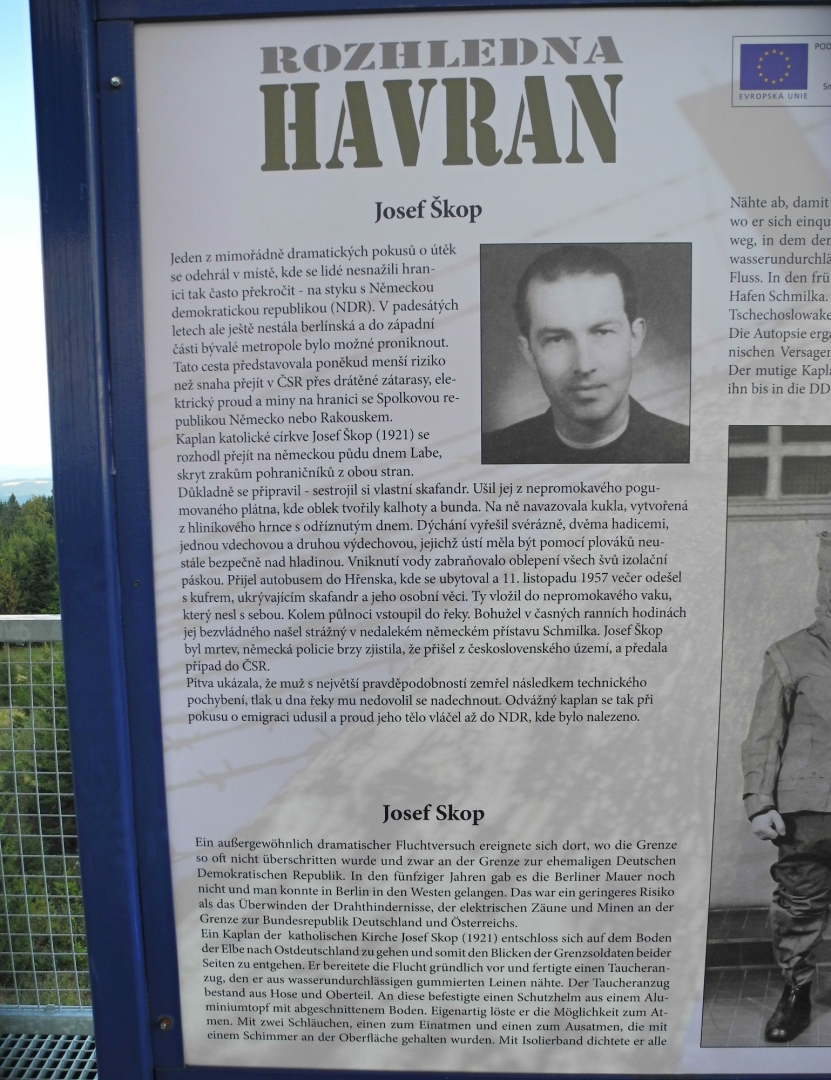 ROZHLEDNA
HAVRAN
EVROPSKÁ UNIE
POD
Josef Škop
Jeden z mimořádně dramatických pokusů o útěk
se odehrál v místě, kde se lidé nesnažili hran-
ici tak často překročit - na styku s Německou
demokratickou republikou (NDR). V padesátých
letech ale ještě nestála berlínská a do západní
části bývalé metropole bylo možné proniknout.
Tato cesta představovala poněkud menší riziko
než snaha přejít v ČSR přes drátěné zátarasy, ele-
ktrický proud a miny na hranici se Spolkovou re-
publikou Německo nebo Rakouskem.
Kaplan katolické církve Josef Škop (1921) se
rozhodl přejít na německou půdu dnem Labe,
skryt zrakům pohraničníků z obou stran.
Důkladně se připravil - sestrojil si vlastní skafandr. Ušil jej z nepromokavého pogu-
movaného plátna, kde oblek tvořily kalhoty a bunda. Na ně navazovala kukla, vytvořená
z hliníkového hrnce s odříznutým dnem. Dýchání vyřešil svérázně, dvěma hadicemi,
jednou vdechovou a druhou výdechovou, jejichž ústí měla být pomocí plováků neu-
stále bezpečně nad hladinou. Vniknutí vody zabraňovalo oblepení všech švů izolační
páskou. Přijel autobusem do Hřenska, kde se ubytoval a 11. listopadu 1957 večer odešel
s kufrem, ukrývajícím skafandr a jeho osobní věci. Ty vložil do nepromokavého vaku,
který nesl s sebou. Kolem půlnoci vstoupil do řeky. Bohužel v časných ranních hodinách
jej bezvládného našel strážný v nedalekém německém přístavu Schmilka. Josef Škop
byl mrtev, německá policie brzy zjistila, že přišel z československého území, a předala
případ do ČSR.
Pitva ukázala, že muž s největší pravděpodobností zemřel následkem technického
pochybení, tlak u dna řeky mu nedovolil se nadechnout. Odvážný kaplan se tak při
pokusu o emigraci udusil a proud jeho tělo vláčel až do NDR, kde bylo nalezeno.
Josef Skop
Ein außergewöhnlich dramatischer Fluchtversuch ereignete sich dort, wo die Grenze
so oft nicht überschritten wurde und zwar an der Grenze zur ehemaligen Deutschen
Demokratischen Republik. In den fünfziger Jahren gab es die Berliner Mauer noch
nicht und man konnte in Berlin in den Westen gelangen. Das war ein geringeres Risiko
als das Überwinden der Drahthindernisse, der elektrischen Zäune und Minen an der
Grenze zur Bundesrepublik Deutschland und Österreichs.
Ein Kaplan der katholischen Kirche Josef Skop (1921) entschloss sich auf dem Boden
der Elbe nach Ostdeutschland zu gehen und somit den Blicken der Grenzsoldaten beider
Seiten zu entgehen. Er bereitete die Flucht gründlich vor und fertigte einen Taucheran-
zug, den er aus wasserundurchlässigen gummierten Leinen nähte. Der Taucheranzug
bestand aus Hose und Oberteil. An diese befestigte einen Schutzhelm aus einem Alu-
miniumtopf mit abgeschnittenem Boden. Eigenartig löste er die Möglichkeit zum At-
men. Mit zwei Schläuchen, einen zum Einatmen und einen zum Ausatmen, die mit
einem Schimmer an der Oberfläche gehalten wurden. Mit Isolierband dichtete er alle
Nähte ab, damit
wo er sich einqu
weg, in dem der
wasserundurchlä
Fluss. In den frü
Hafen Schmilka.
Tschechoslowake
Die Autopsie erga
nischen Versagen
Der mutige Kapla
ihn bis in die DD